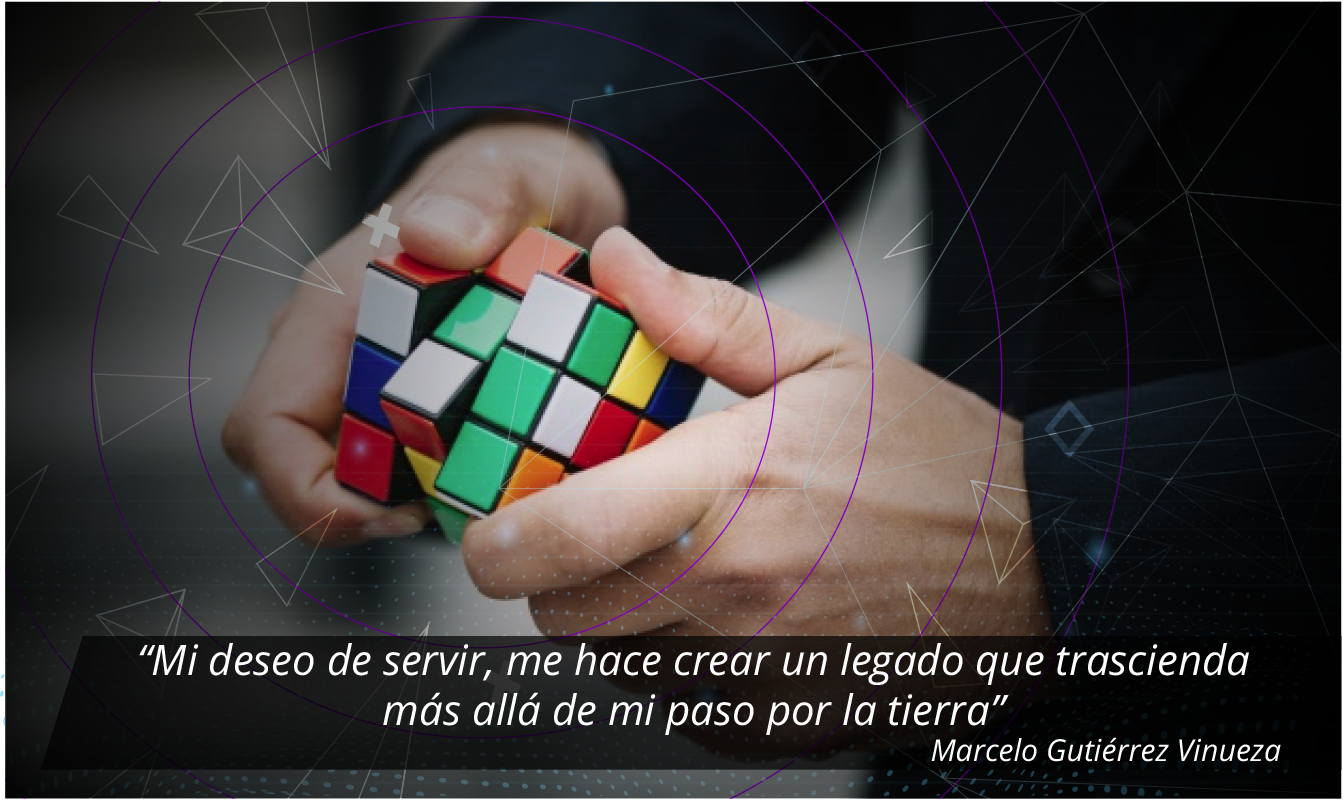 “Mi deseo de servir, me hace crear un legado que trascienda
más allá de mi paso por la tierra”
Marcelo Gutiérrez Vinueza